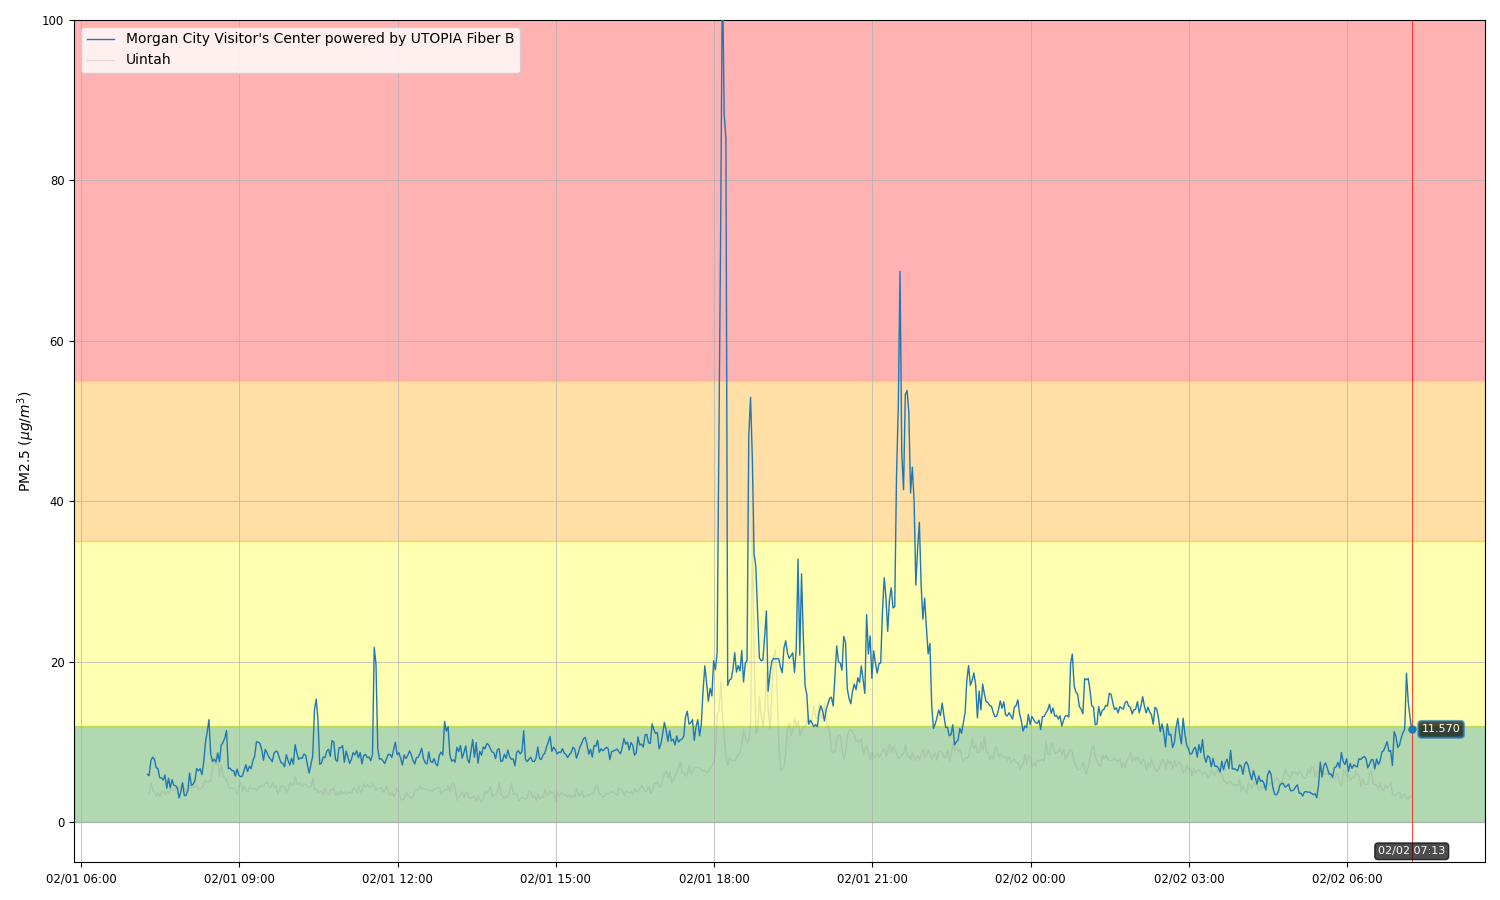 100
Morgan City Visitor's Center powered by UTOPIA Fiber B
Uintah
80
60
40
20
0
PM2.5 (μg/m³)
11.570
02/02 07:13
02/01 06:00 02/01 09:00 02/01 12:00 02/01 15:00 02/01 18:00 02/01 21:00 02/02 00:00 02/02 03:00 02/02 06:00